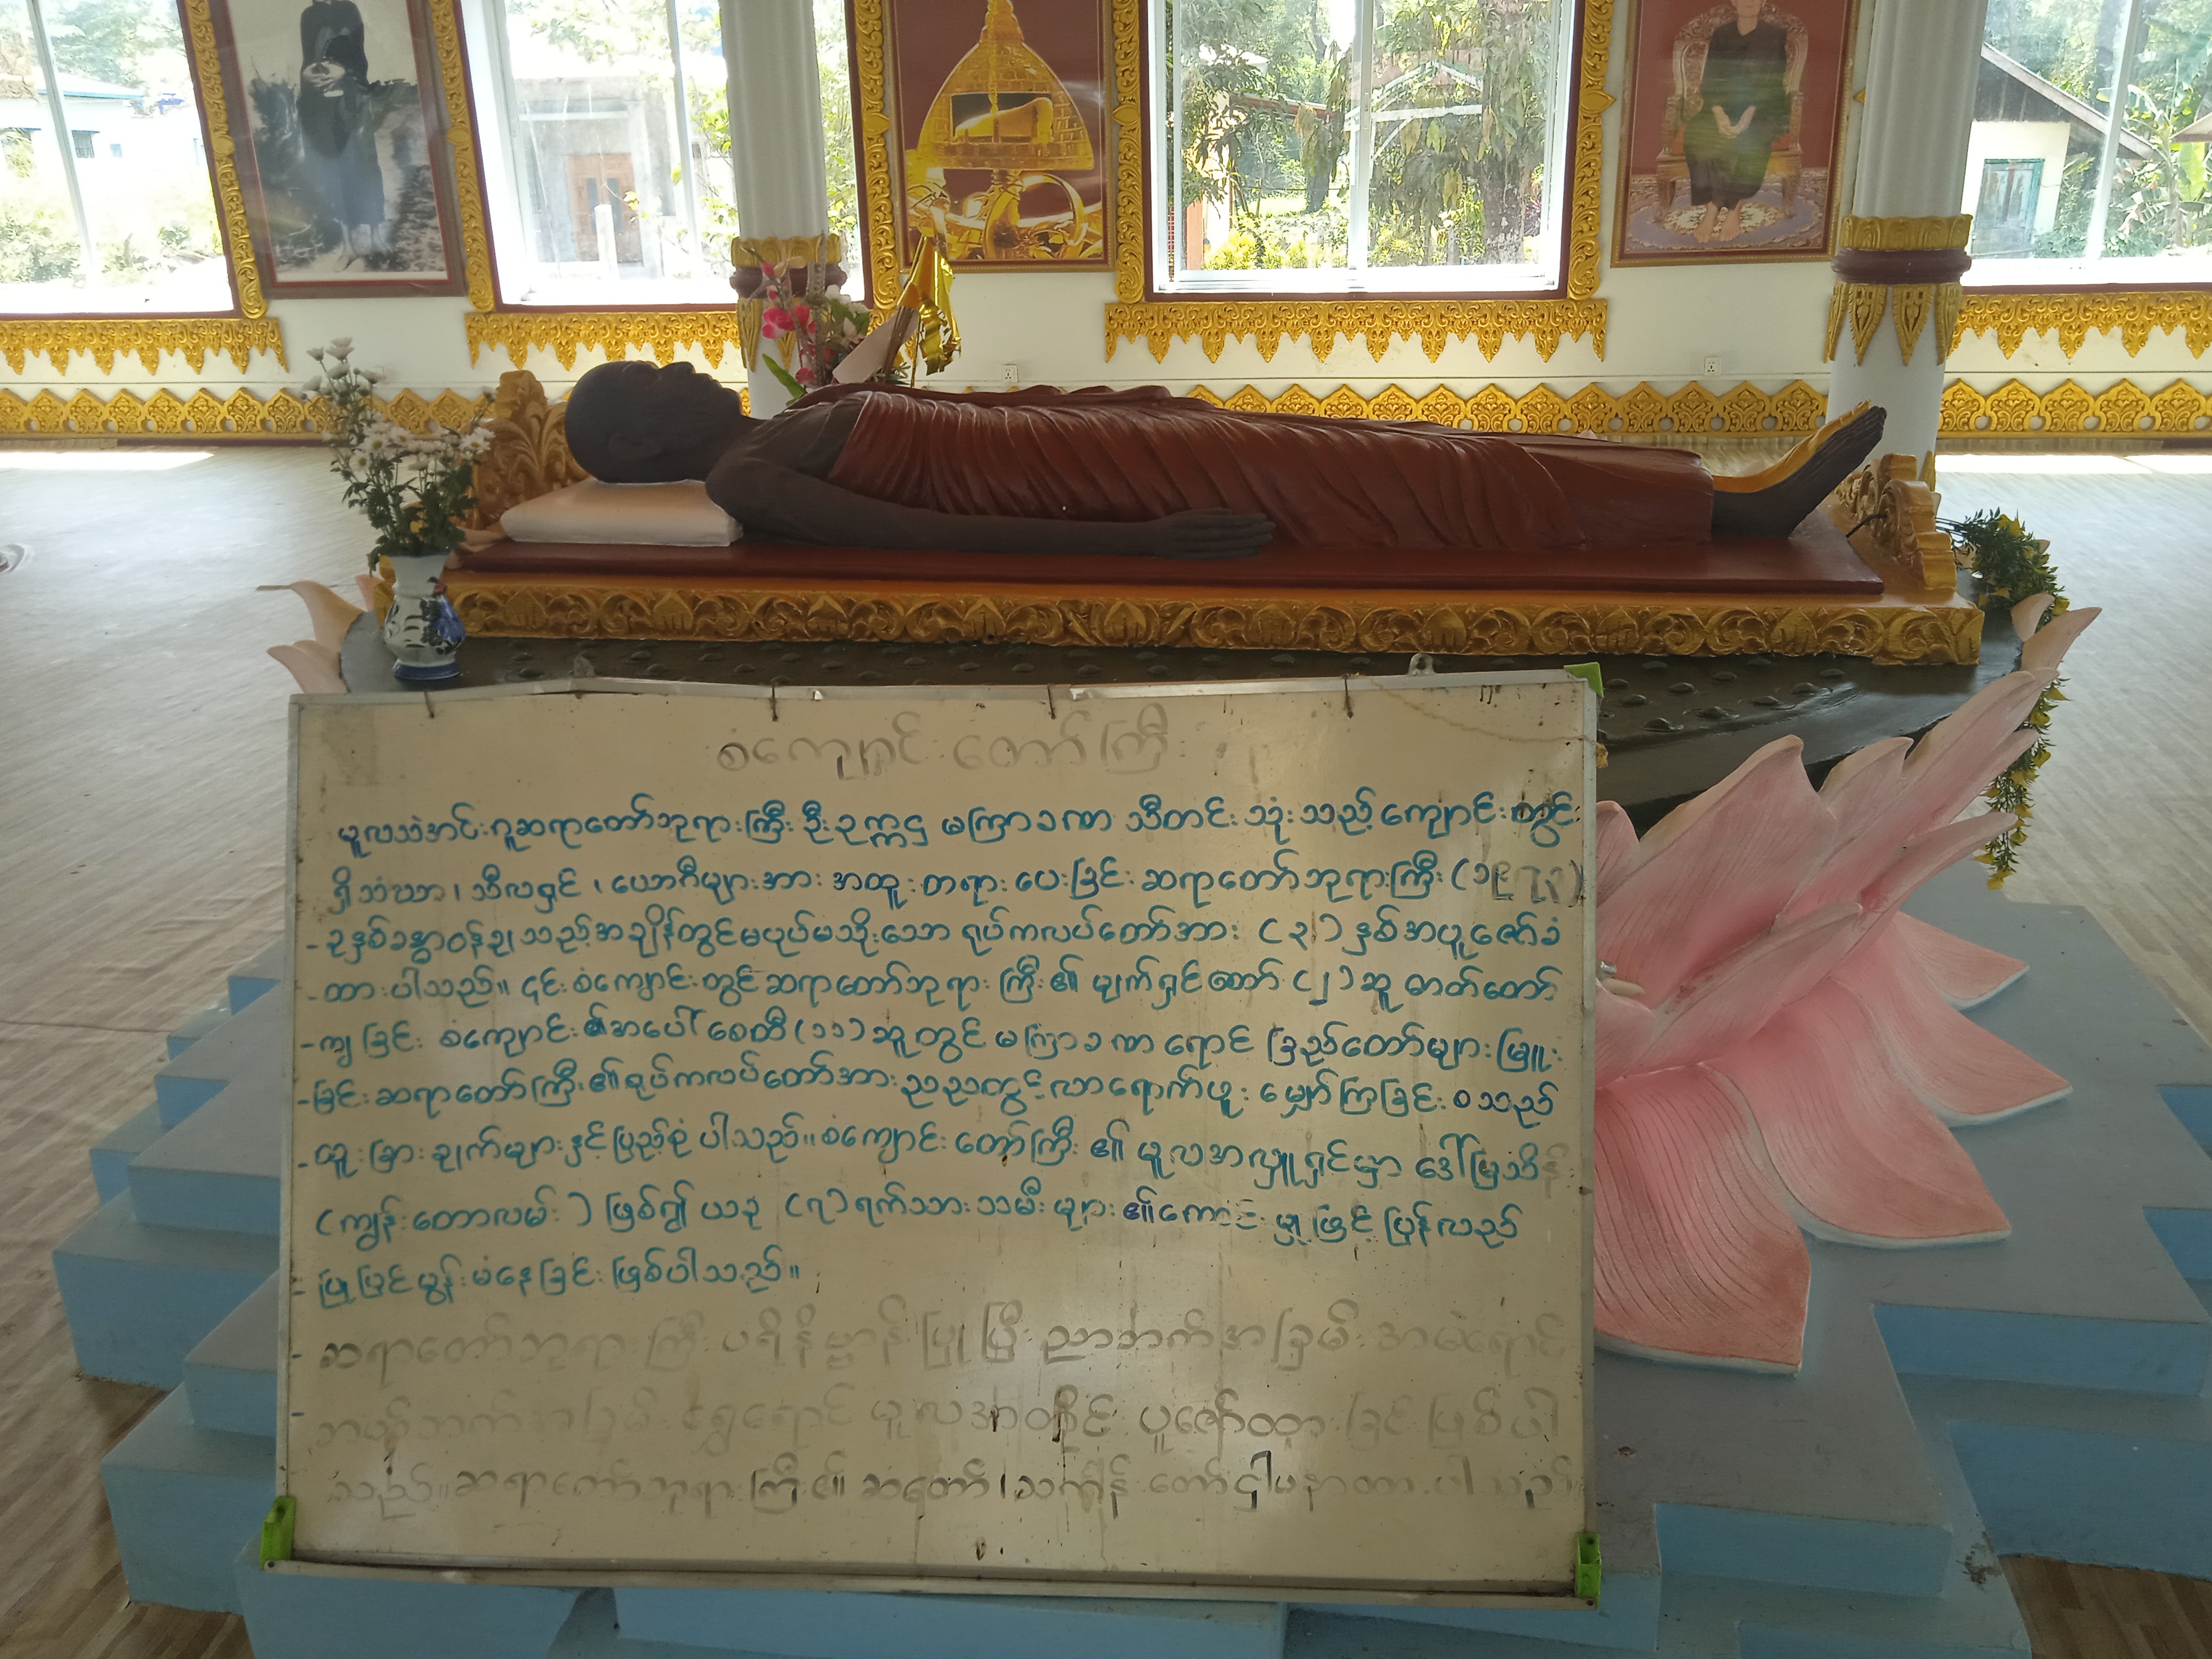 စံကျောင်းတော်ကြီး
မူလသဲအင်းဂူဆရာတော်ဘုရားကြီး ဦးဥက္ကဋ္ဌ မကြာခဏ သီတင်းသုံးသည့်ကျောင်းတွင်
ရှိသံဃာ၊ သီလရှင်၊ ယောဂီများအား အထူးတရားပေးခြင်း ဆရာတော်ဘုရားကြီး (၁၉
- ခုနှစ်ခန္ဓာဝန်ချသည့်အချိန်တွင်မပုပ်မသိုးသော ရုပ်ကလပ်တော်အား (၃) နှစ်အပူဇော်ခံ
- ထားပါသည်။ ၎င်းစံကျောင်းတွင်ဆရာတော်ဘုရားကြီး၏ မျက်ရှင်တော် (၂) ဆူ ဓာတ်တော်
- ကျခြင်း စံကျောင်း၏အပေါ် စေတီ (၁၁) ဆူတွင် မကြာခဏ ရောင်ခြည်တော်များ ဖြူး
- ခြင်း ဆရာတော်ကြီး၏ရုပ်ကလပ်တော်အား ညညတွင် လာရောက်ယူ မျှော်ကြခြင်း စသည်
- ထူးခြားချက်များနှင့်ပြည့်စုံပါသည်။ စံကျောင်းတော်ကြီး၏ မူလအလှူရှင်မှာ ဒေါ်မြသိန်
(ကျွန်းတောလမ်း) ဖြစ်၍ ယခု (၇) ရက်သားသမီးများ၏ကောင်းမှုဖြင့် ပြန်လည်
- ပြုပြင်မွမ်းမံနေခြင်းဖြစ်ပါသည်။
- ဆရာတော်ဘုရားကြီး ပရိနိဗ္ဗာန်ပြုပြီး ညာဘက်အခြမ်း အမဲရောင်
- ဘယ်ဘက်အခြမ်း ရွှေရောင် မူလအတိုင်း ပူဇော်ထားခြင်းဖြစ်ပါ
သည်။ ဆရာတော်ဘုရားကြီး၏ ဆံတော်၊ သင်္ကန်းတော်ဌာပနာထားပါသည်